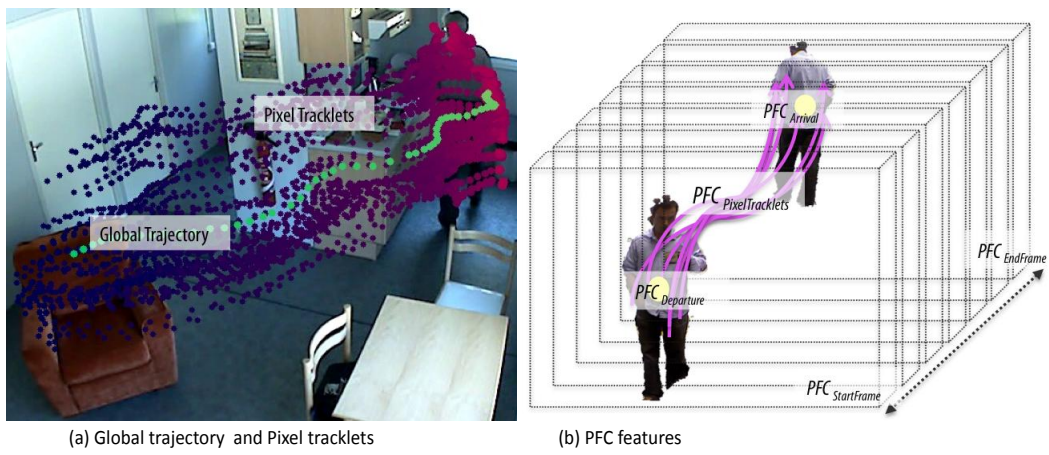 Pixel Tracklets
Global Trajectory
(a) Global trajectory and Pixel tracklets
PFC Arrival
PFC PixelTracklets
PFC EndFrame
PFC Departure
PFC StartFrame
(b) PFC features